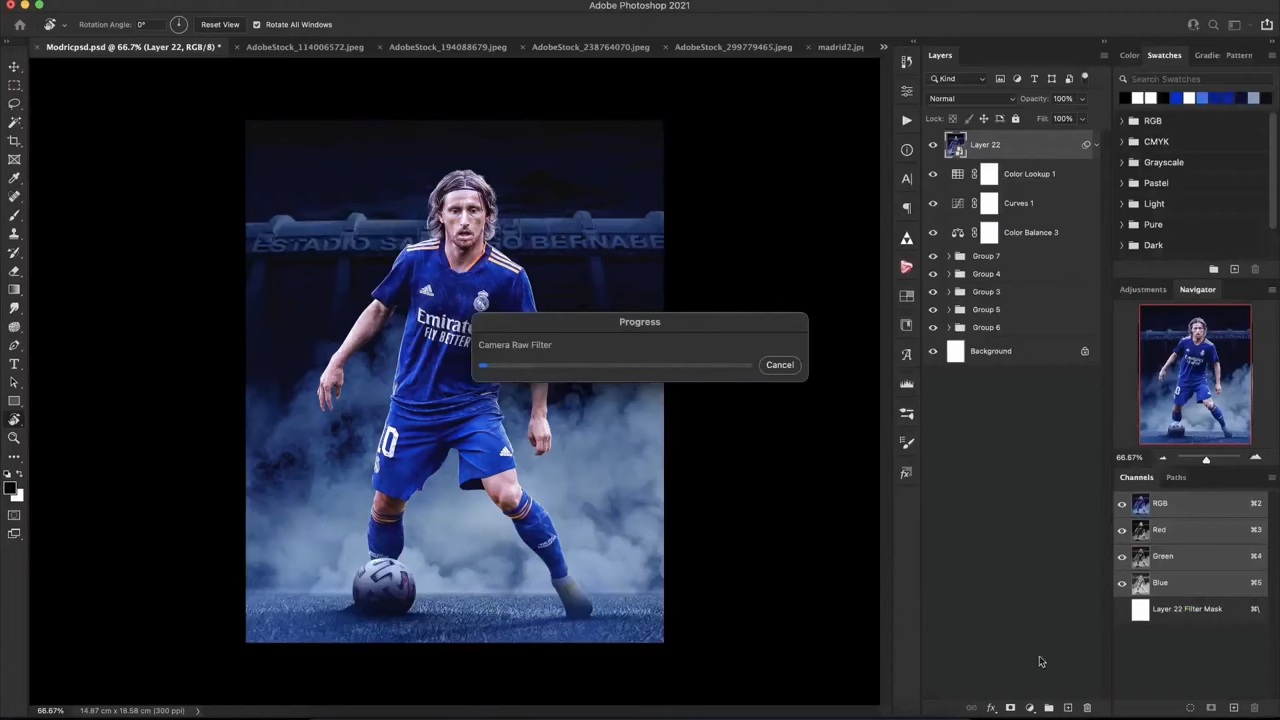 Adobe Photoshop 2021
Rotation Angle: 0° Reset View Rotate All Windows
Modricpsd.psd @ 66.7% (Layer 22, RGB/8) * AdobeStock_114006572.jpeg AdobeStock_194088679.jpeg AdobeStock_238764070.jpeg AdobeStock_299779465.jpeg madrid2.jpg
Layers
Kind
Normal Opacity: 100%
Lock: Fill: 100%
Layer 22
Color Lookup 1
Curves 1
Color Balance 3
Group 7
Group 4
Group 3
Group 5
Group 6
Background
Color Swatches Gradie Pattern
Search Swatches
RGB
CMYK
Grayscale
Pastel
Light
Pure
Dark
Adjustments Navigator
66.67%
Channels Paths
RGB ⌘2
Red ⌘3
Green ⌘4
Blue ⌘5
Layer 22 Filter Mask ⌘\
ESTADIO SA BERNABE
Emirate
FLY BETTER
Progress
Camera Raw Filter
Cancel
66.67% 14.87 cm x 18.58 cm (300 ppi)